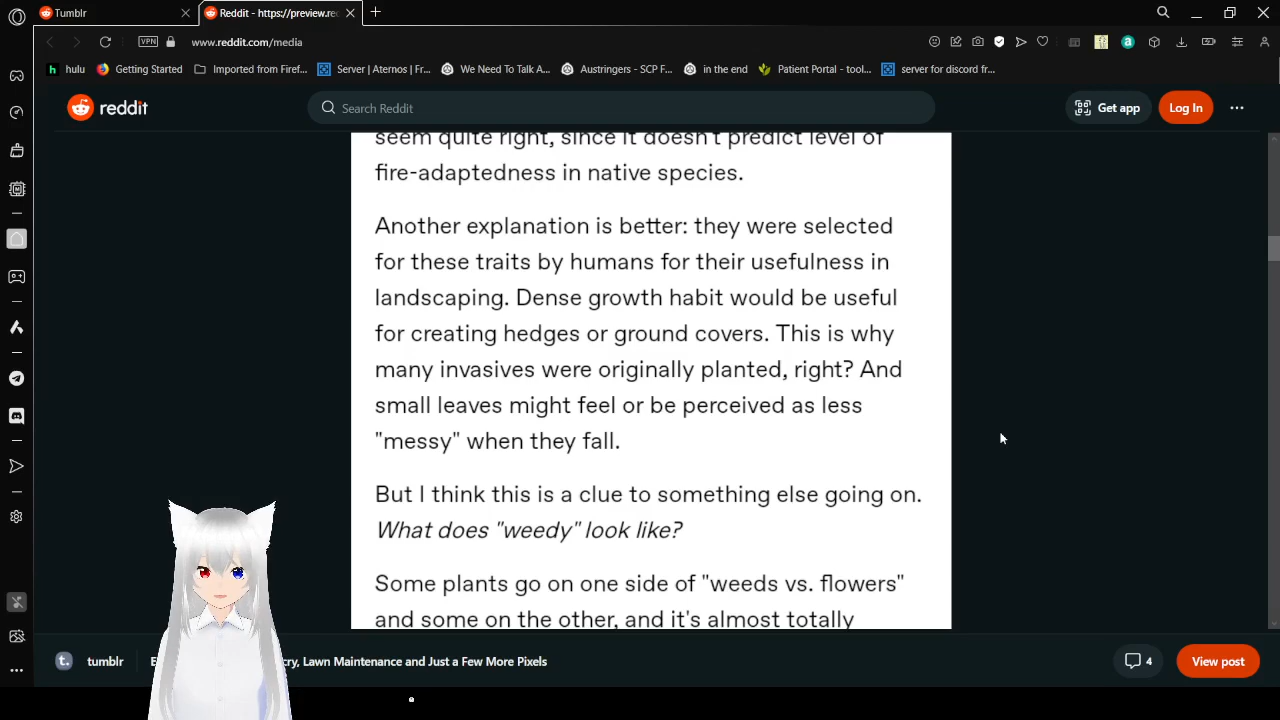 Tumblr
Reddit - https://preview.rec
VPN
www.reddit.com/media
hulu
Getting Started
Imported from Firef...
Server | Aternos | Fr...
We Need To Talk A...
Austringers - SCP F...
in the end
Patient Portal - tool...
server for discord fr...
reddit
Search Reddit
Get app
Log In
seem quite right, since it doesn't predict level of
fire-adaptedness in native species.
Another explanation is better: they were selected
for these traits by humans for their usefulness in
landscaping. Dense growth habit would be useful
for creating hedges or ground covers. This is why
many invasives were originally planted, right? And
small leaves might feel or be perceived as less
"messy" when they fall.
But I think this is a clue to something else going on.
What does "weedy" look like?
Some plants go on one side of "weeds vs. flowers"
and some on the other, and it's almost totally
t.
tumblr
cry, Lawn Maintenance and Just a Few More Pixels
4
View post